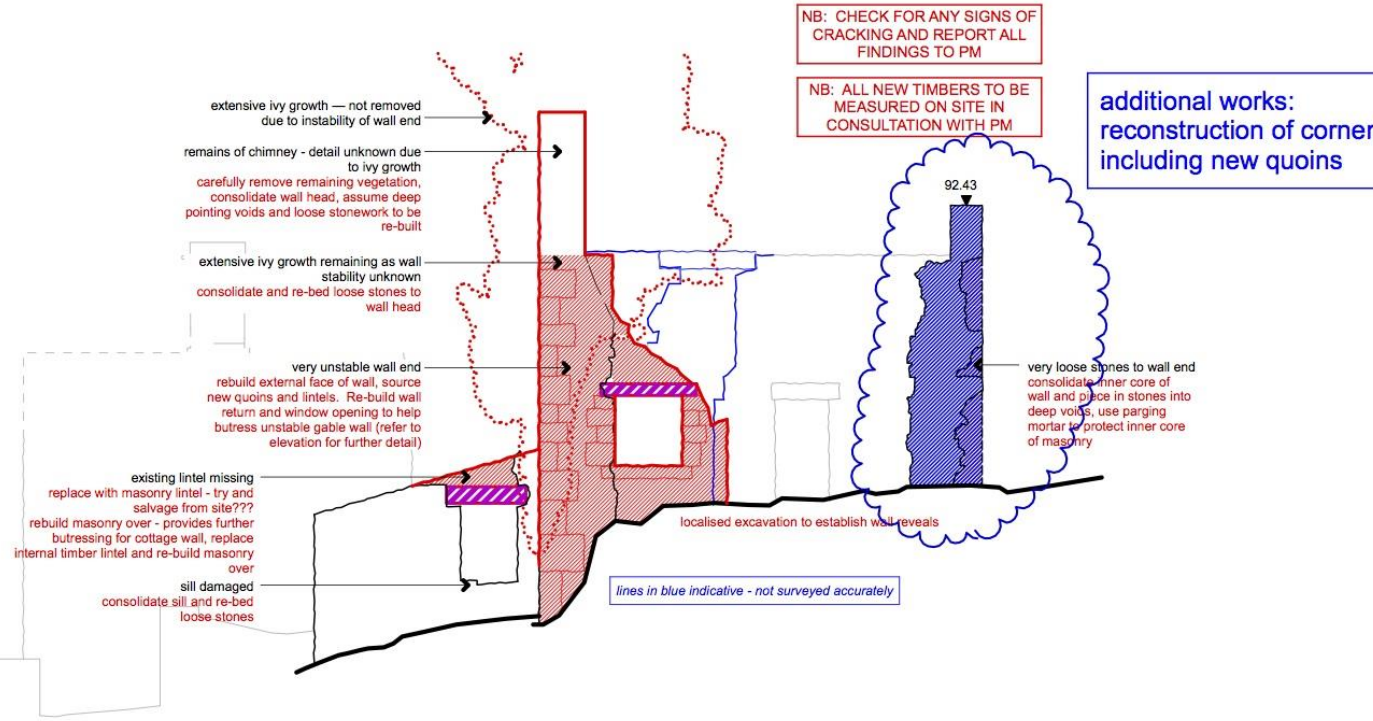 NB: CHECK FOR ANY SIGNS OF
CRACKING AND REPORT ALL
FINDINGS TO PM
NB: ALL NEW TIMBERS TO BE
MEASURED ON SITE IN
CONSULTATION WITH PM
additional works:
reconstruction of corner
including new quoins
extensive ivy growth — not removed
due to instability of wall end
remains of chimney - detail unknown due
to ivy growth
carefully remove remaining vegetation,
consolidate wall head, assume deep
pointing voids and loose stonework to be
re-built
92.43
extensive ivy growth remaining as wall
stability unknown
consolidate and re-bed loose stones to
wall head
very unstable wall end
rebuild external face of wall, source
new quoins and lintels. Re-build wall
return and window opening to help
butress unstable gable wall (refer to
elevation for further detail)
very loose stones to wall end
consolidate inner core of
wall and piece in stones into
deep voids, use parging
mortar to protect inner core
of masonry
existing lintel missing
replace with masonry lintel - try and
salvage from site???
rebuild masonry over - provides further
butressing for cottage wall, replace
internal timber lintel and re-build masonry
over
localised excavation to establish wall reveals
sill damaged
consolidate sill and re-bed
loose stones
lines in blue indicative - not surveyed accurately